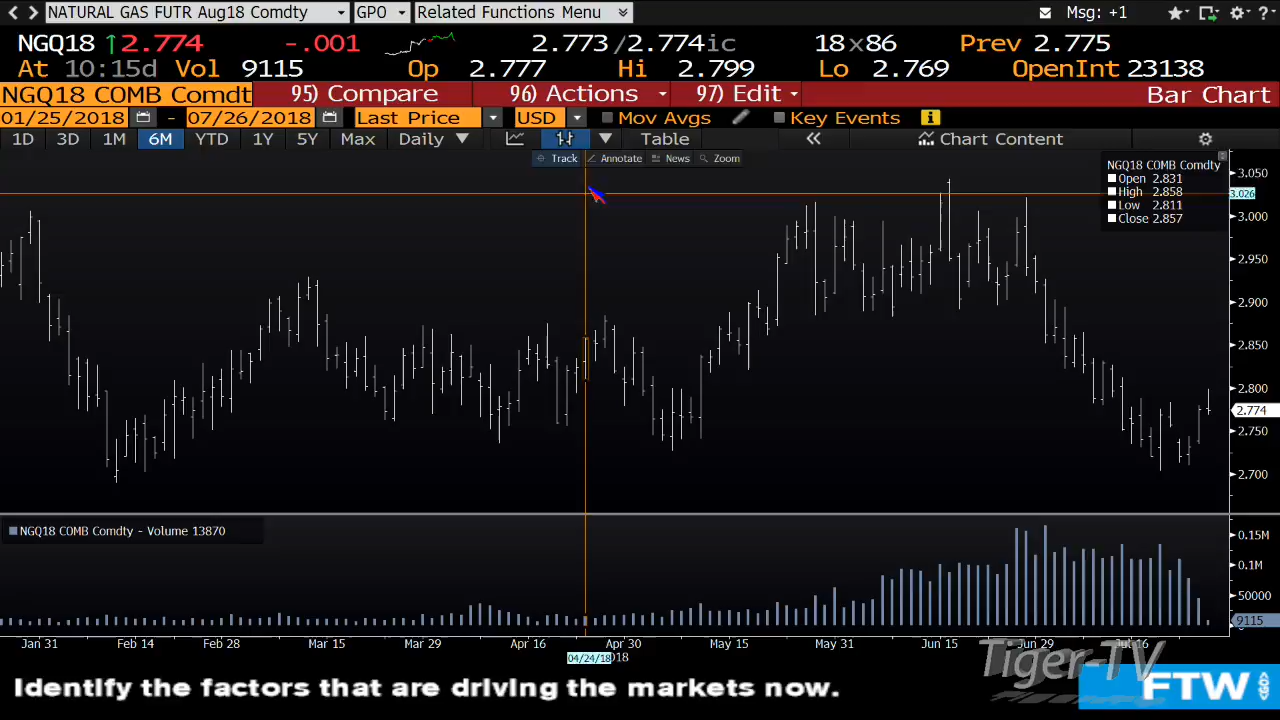 NATURAL GAS FUTR Aug18 Comdty GPO Related Functions Menu Msg: +1
NGQ18 ↑2.774 -.001 2.773/2.774ic 18x86 Prev 2.775
At 10:15d Vol 9115 Op 2.777 Hi 2.799 Lo 2.769 OpenInt 23138
NGQ18 COMB Comdt 95) Compare 96) Actions 97) Edit Bar Chart
01/25/2018 - 07/26/2018 Last Price USD Mov Avgs Key Events
1D 3D 1M 6M YTD 1Y 5Y Max Daily Table « Chart Content
Track Annotate News Zoom
NGQ18 COMB Comdty
Open 2.831
High 2.858
Low 2.811
Close 2.857
3.050
3.026
3.000
2.950
2.900
2.850
2.800
2.774
2.750
2.700
NGQ18 COMB Comdty - Volume 13870
0.15M
0.1M
50000
9115
Jan 31 Feb 14 Feb 28 Mar 15 Mar 29 Apr 16 Apr 30 May 15 May 31 Jun 15 Jun 29 Jul 16
04/24/18
Tiger-TV
Identify the factors that are driving the markets now.
FTW